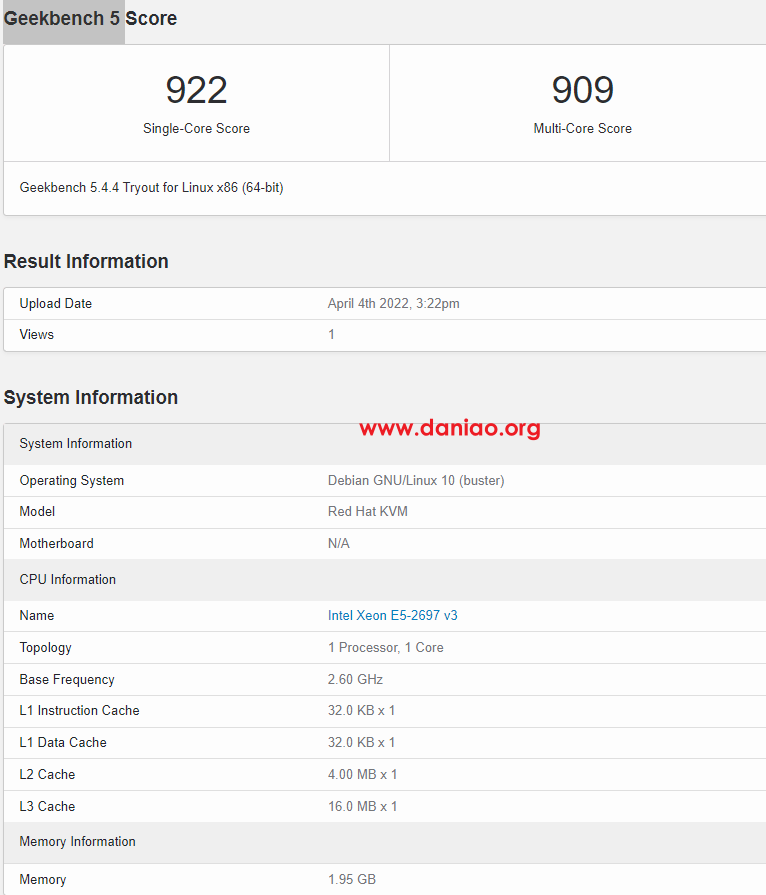 Geekbench 5 Score
922
909
Single-Core Score
Multi-Core Score
Geekbench 5.4.4 Tryout for Linux x86 (64-bit)
Result Information
Upload Date April 4th 2022, 3:22pm
Views 1
System Information
www.daniao.org
System Information
Operating System Debian GNU/Linux 10 (buster)
Model Red Hat KVM
Motherboard N/A
CPU Information
Name Intel Xeon E5-2697 v3
Topology 1 Processor, 1 Core
Base Frequency 2.60 GHz
L1 Instruction Cache 32.0 KB x 1
L1 Data Cache 32.0 KB x 1
L2 Cache 4.00 MB x 1
L3 Cache 16.0 MB x 1
Memory Information
Memory 1.95 GB